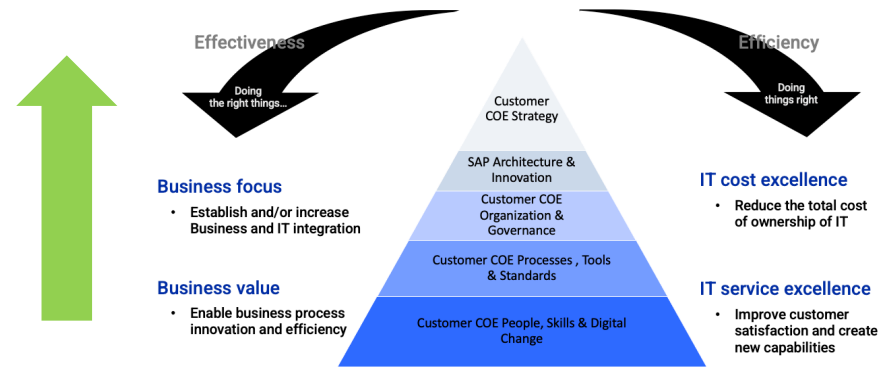 Effectiveness
Doing
the right things...
Efficiency
Doing
things right
Customer
COE Strategy
SAP Architecture &
Innovation
Customer COE
Organization &
Governance
Customer COE Processes , Tools
& Standards
Customer COE People, Skills & Digital
Change
Business focus
• Establish and/or increase
Business and IT integration
Business value
• Enable business process
innovation and efficiency
IT cost excellence
• Reduce the total cost
of ownership of IT
IT service excellence
• Improve customer
satisfaction and create
new capabilities